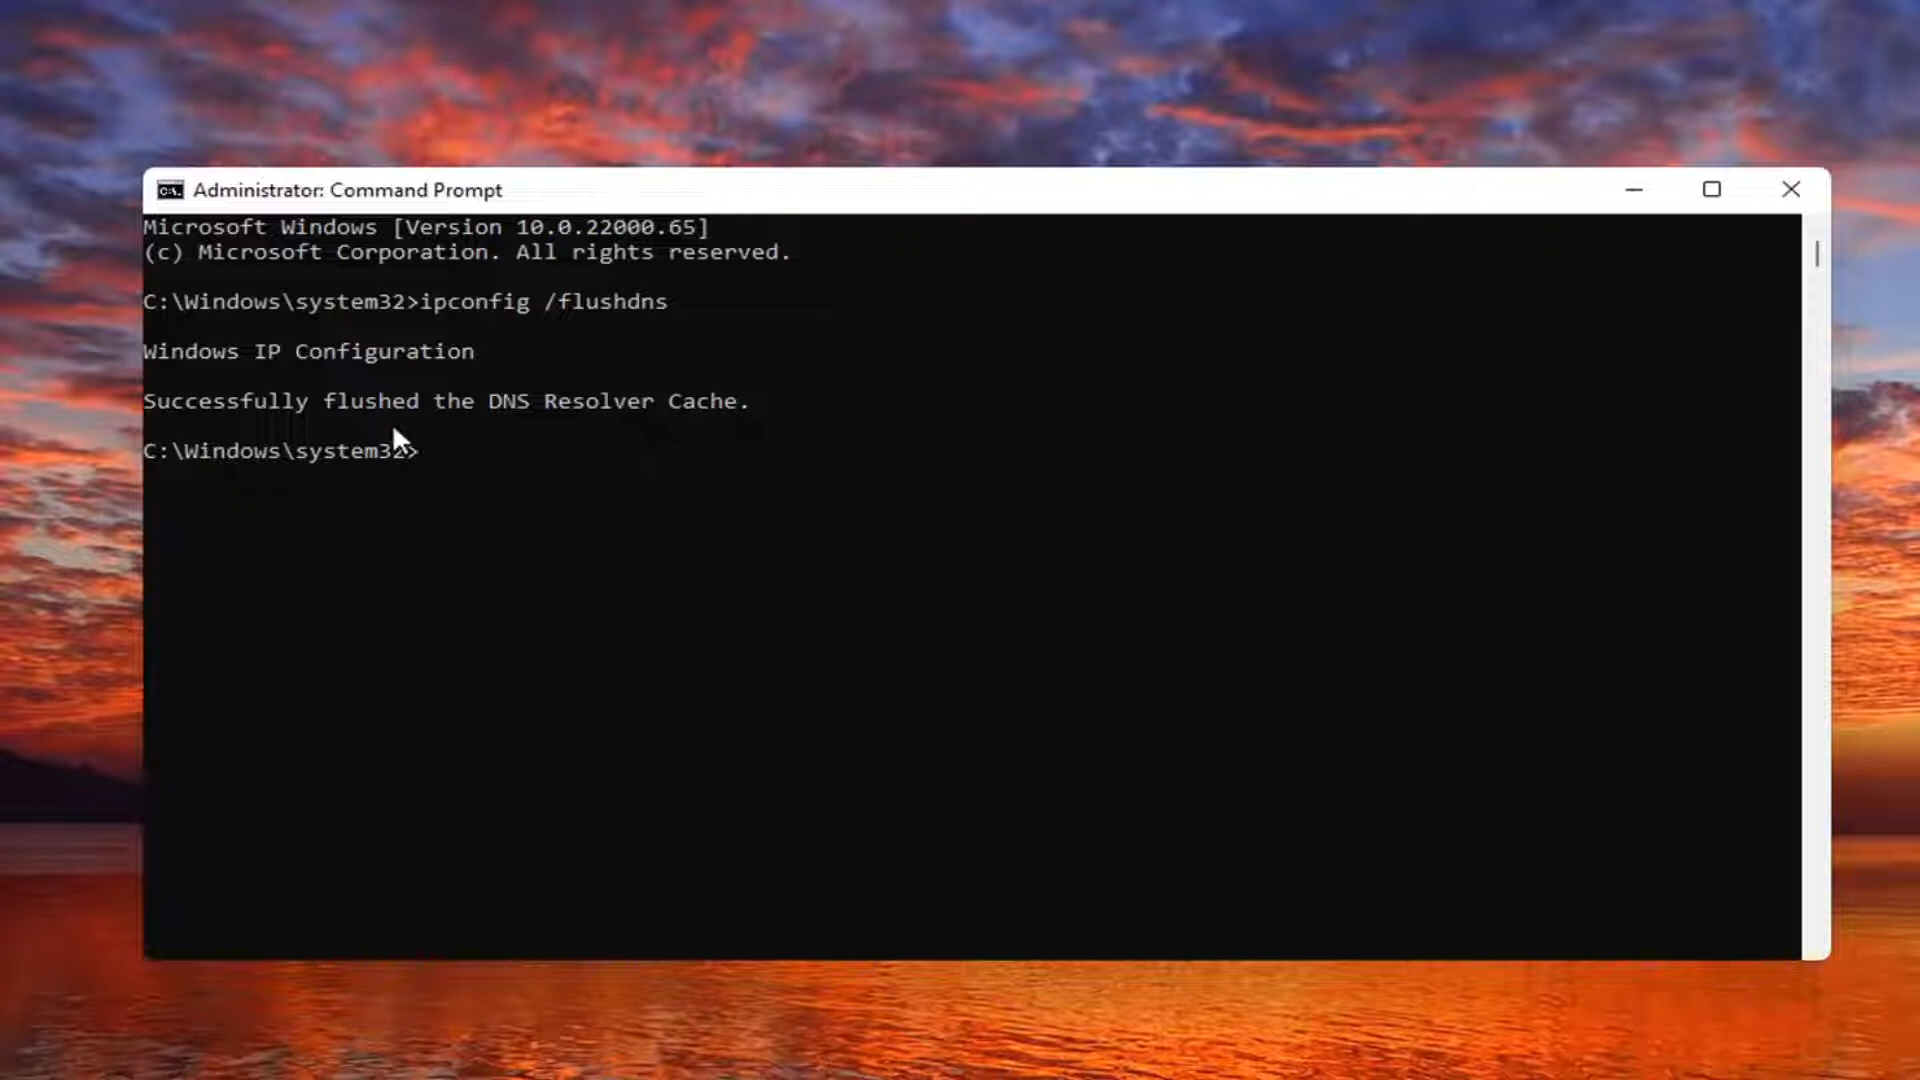 Administrator: Command Prompt
Microsoft Windows [Version 10.0.22000.65]
(c) Microsoft Corporation. All rights reserved.
C:\Windows\system32>ipconfig /flushdns
Windows IP Configuration
Successfully flushed the DNS Resolver Cache.
C:\Windows\system32>